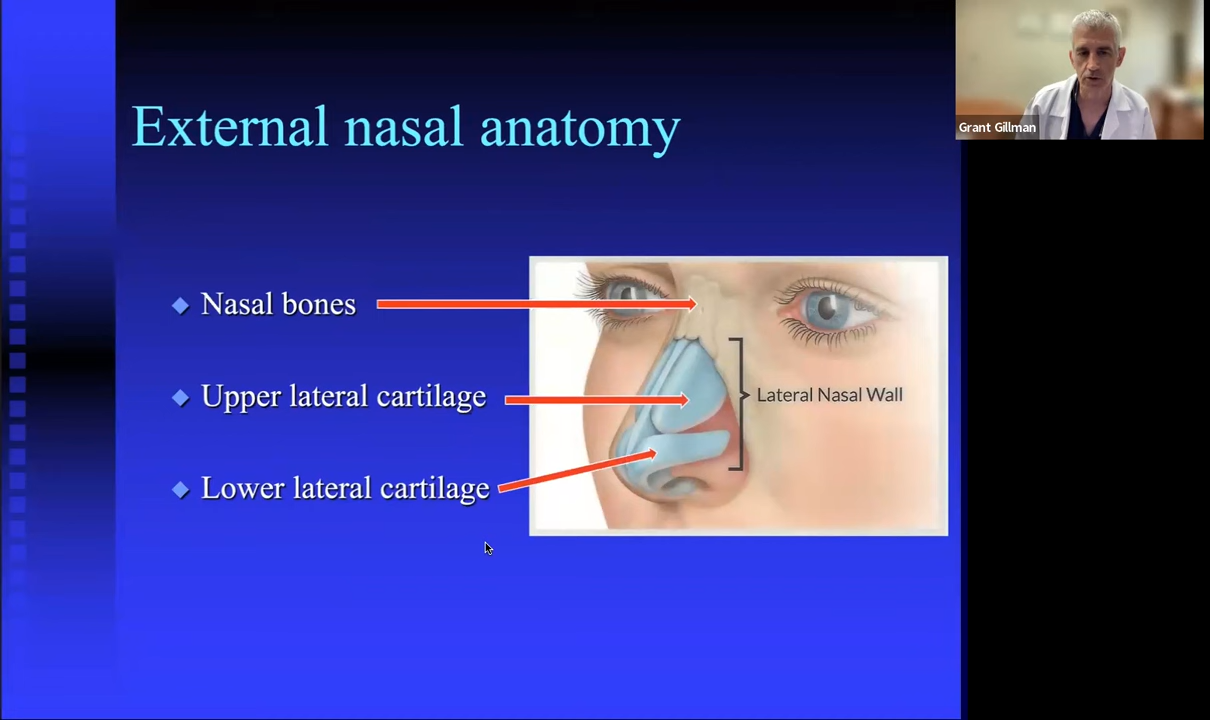 External nasal anatomy
Grant Gillman
Nasal bones
Upper lateral cartilage
Lateral Nasal Wall
Lower lateral cartilage